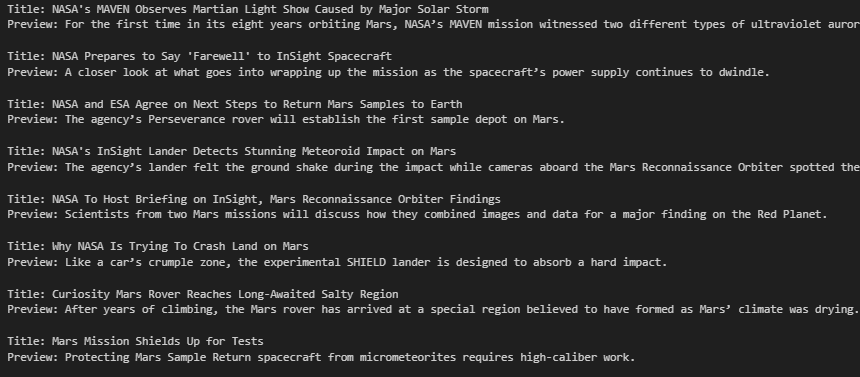 Title: NASA's MAVEN Observes Martian Light Show Caused by Major Solar Storm
Preview: For the first time in its eight years orbiting Mars, NASA’s MAVEN mission witnessed two different types of ultraviolet auror
Title: NASA Prepares to Say 'Farewell' to InSight Spacecraft
Preview: A closer look at what goes into wrapping up the mission as the spacecraft’s power supply continues to dwindle.
Title: NASA and ESA Agree on Next Steps to Return Mars Samples to Earth
Preview: The agency’s Perseverance rover will establish the first sample depot on Mars.
Title: NASA's InSight Lander Detects Stunning Meteoroid Impact on Mars
Preview: The agency’s lander felt the ground shake during the impact while cameras aboard the Mars Reconnaissance Orbiter spotted the
Title: NASA To Host Briefing on InSight, Mars Reconnaissance Orbiter Findings
Preview: Scientists from two Mars missions will discuss how they combined images and data for a major finding on the Red Planet.
Title: Why NASA Is Trying To Crash Land on Mars
Preview: Like a car’s crumple zone, the experimental SHIELD lander is designed to absorb a hard impact.
Title: Curiosity Mars Rover Reaches Long-Awaited Salty Region
Preview: After years of climbing, the Mars rover has arrived at a special region believed to have formed as Mars’ climate was drying.
Title: Mars Mission Shields Up for Tests
Preview: Protecting Mars Sample Return spacecraft from micrometeorites requires high-caliber work.